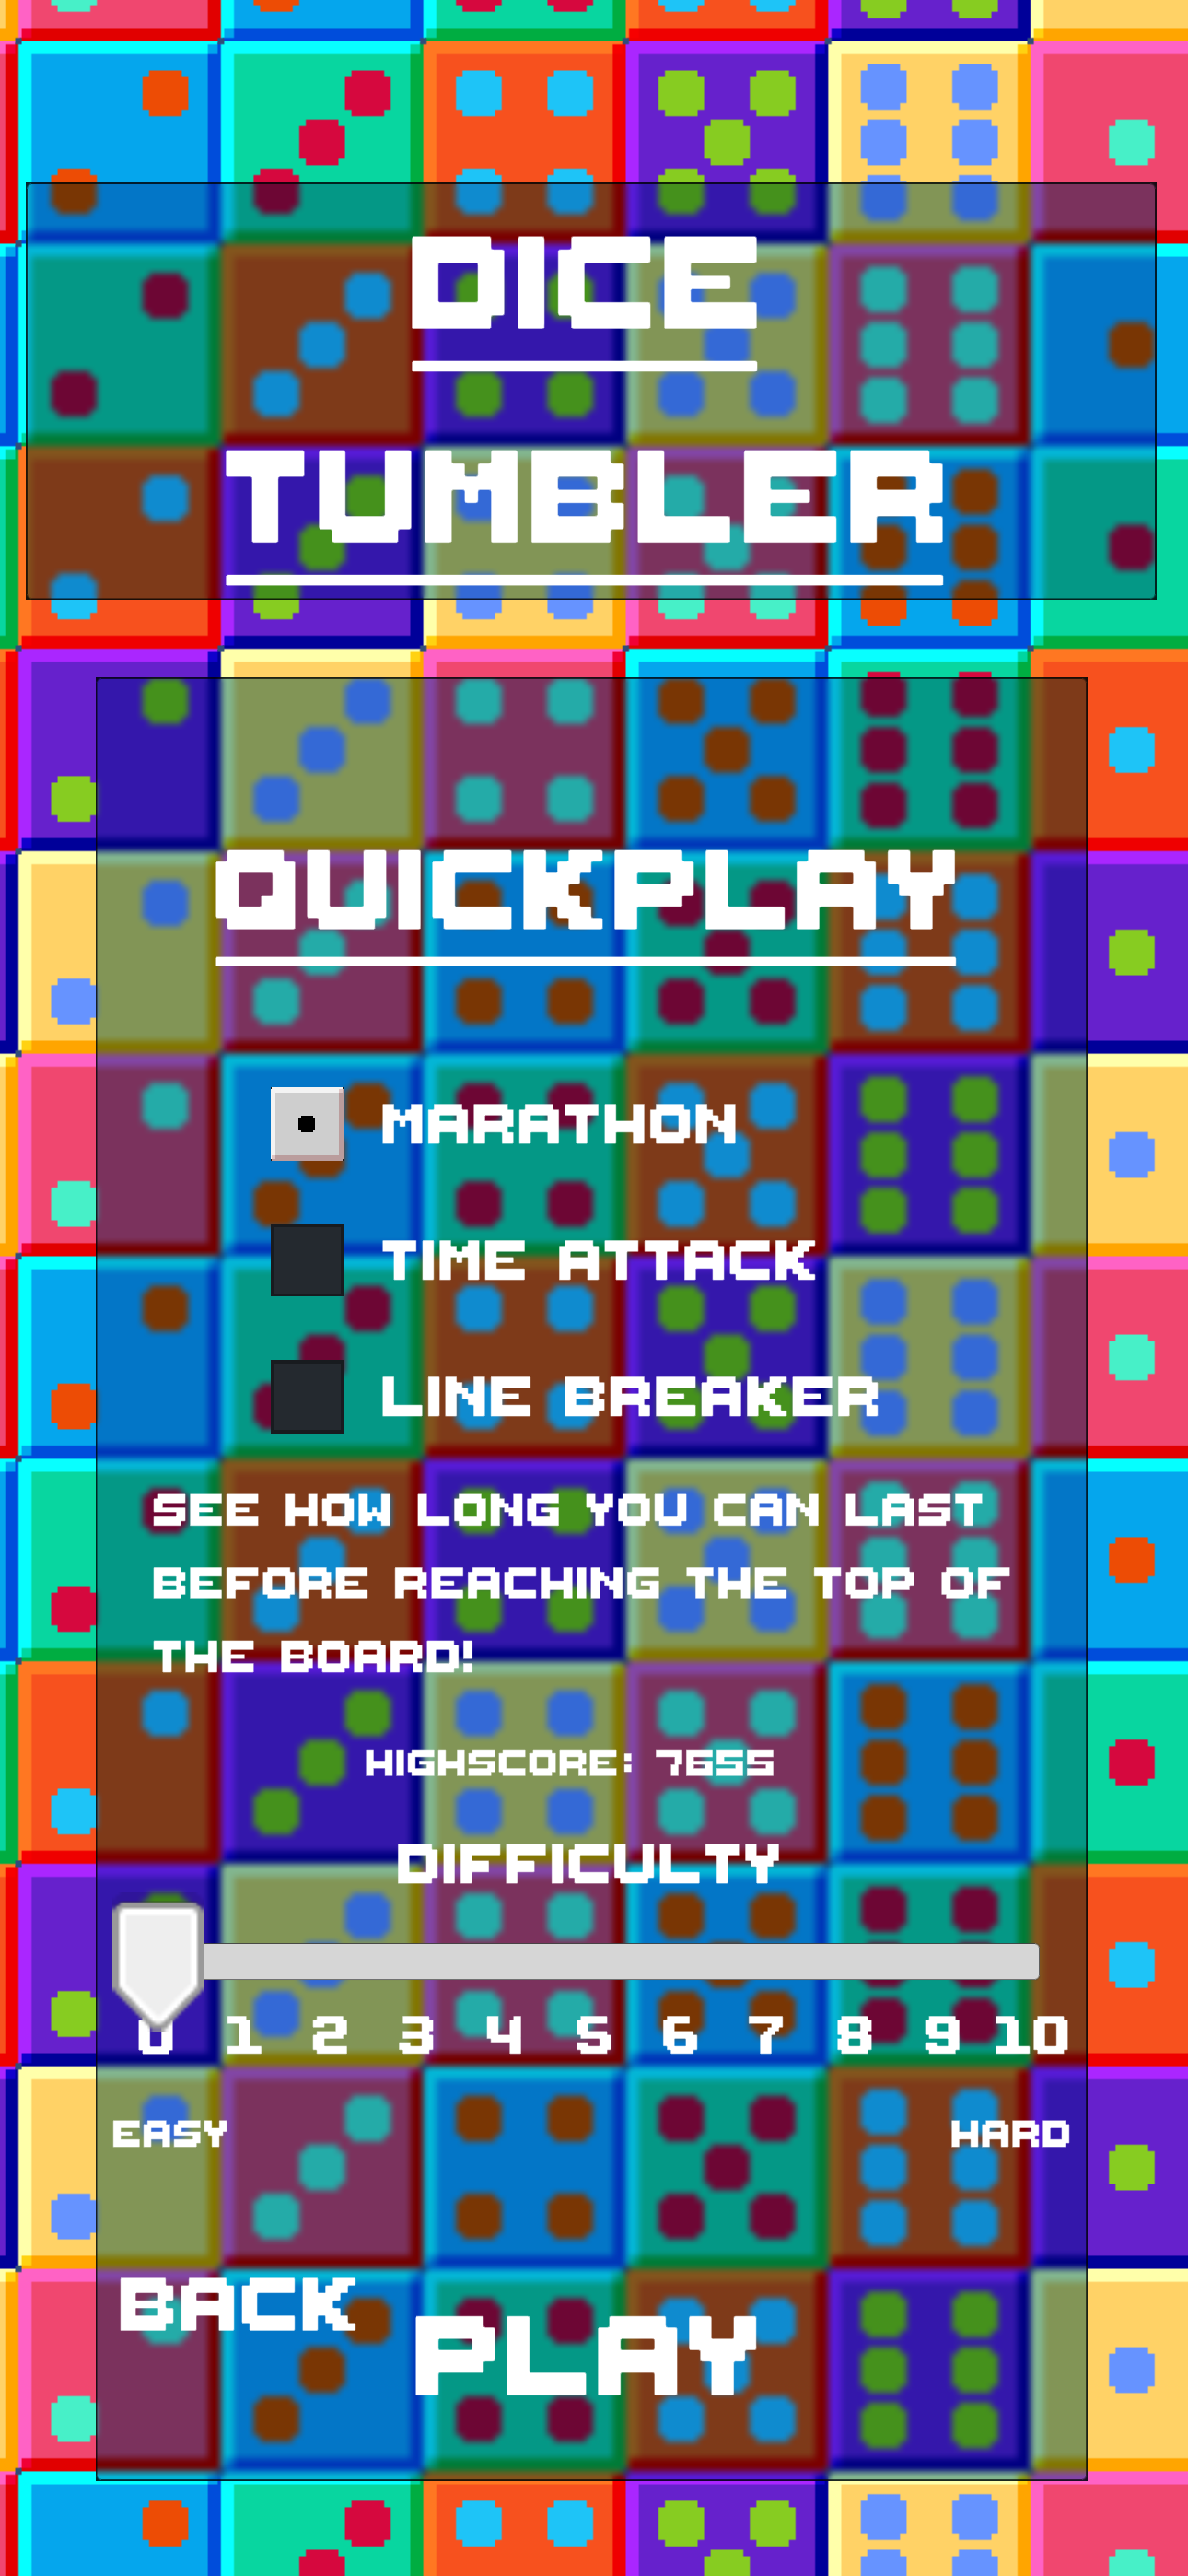 DICE
TUMBLER
QUICKPLAY
MARATHON
TIME ATTACK
LINE BREAKER
SEE HOW LONG YOU CAN LAST
BEFORE REACHING THE TOP OF
THE BOARD!
HIGHSCORE: 7655
DIFFICULTY
0 1 2 3 4 5 6 7 8 9 10
EASY HARD
BACK
PLAY